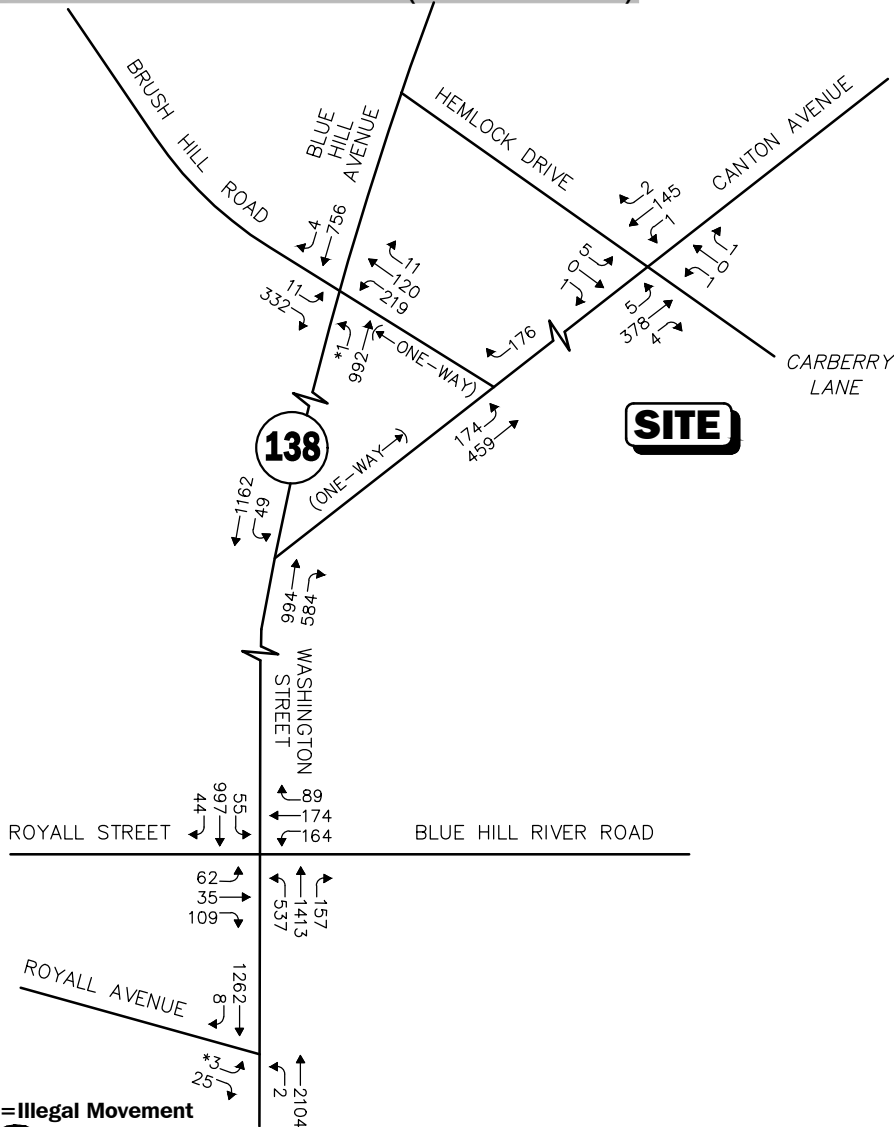 BRUSH HILL ROAD
BLUE
HILL
AVENUE
HEMLOCK DRIVE
CANTON AVENUE
4
756
11
120
219
11
332
*1
992
(ONE-WAY)
2
145
1
5
0
1
1
0
1
5
378
4
176
CARBERRY
LANE
SITE
174
459
(ONE-WAY)
138
1162
49
994
584
WASHINGTON
STREET
44
997
55
89
174
164
ROYALL STREET
BLUE HILL RIVER ROAD
62
35
109
537
1413
157
ROYALL AVENUE
8
1262
*3
25
2
2104
=Illegal Movement